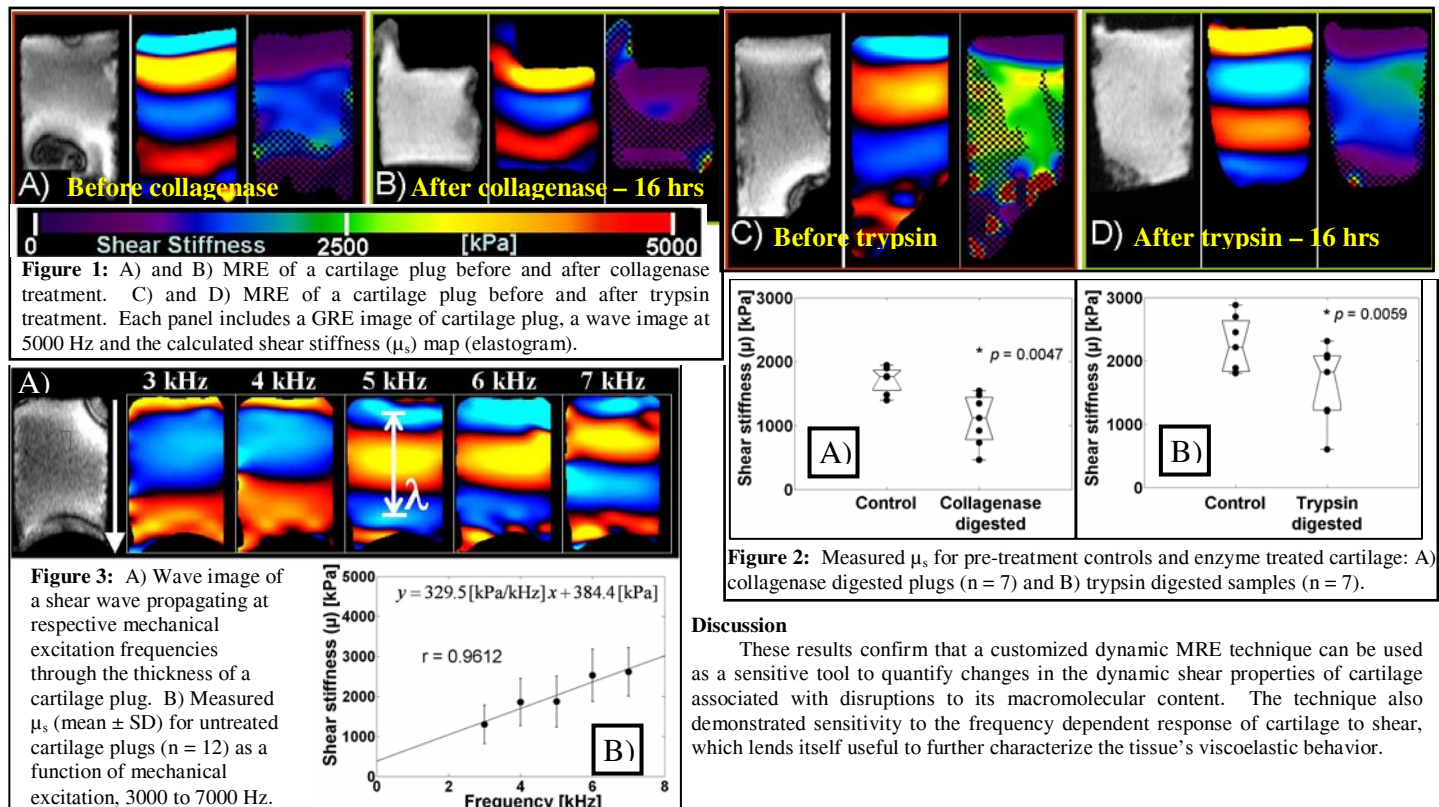 A) Before collagenase
B) After collagenase – 16 hrs
0 Shear Stiffness 2500 [kPa] 5000
Figure 1: A) and B) MRE of a cartilage plug before and after collagenase
treatment. C) and D) MRE of a cartilage plug before and after trypsin
treatment. Each panel includes a GRE image of cartilage plug, a wave image at
5000 Hz and the calculated shear stiffness (μs) map (elastogram).
C) Before trypsin
D) After trypsin – 16 hrs
3000
2000
1000
0
Shear stiffness (μ) [kPa]
* p = 0.0047
A)
Control
Collagenase
digested
3000
2000
1000
0
Shear stiffness (μ) [kPa]
* p = 0.0059
B)
Control
Trypsin
digested
Figure 2: Measured μs for pre-treatment controls and enzyme treated cartilage: A)
collagenase digested plugs (n = 7) and B) trypsin digested samples (n = 7).
A)
3 kHz 4 kHz 5 kHz 6 kHz 7 kHz
λ
Figure 3: A) Wave image of
a shear wave propagating at
respective mechanical
excitation frequencies
through the thickness of a
cartilage plug. B) Measured
μs (mean ± SD) for untreated
cartilage plugs (n = 12) as a
function of mechanical
excitation, 3000 to 7000 Hz.
5000
4000
3000
2000
1000
0
Shear stiffness (μ) [kPa]
y = 329.5 [kPa/kHz] x + 384.4 [kPa]
r = 0.9612
B)
0 2 4 6 8
Frequency [kHz]
Discussion
These results confirm that a customized dynamic MRE technique can be used
as a sensitive tool to quantify changes in the dynamic shear properties of cartilage
associated with disruptions to its macromolecular content. The technique also
demonstrated sensitivity to the frequency dependent response of cartilage to shear,
which lends itself useful to further characterize the tissue's viscoelastic behavior.